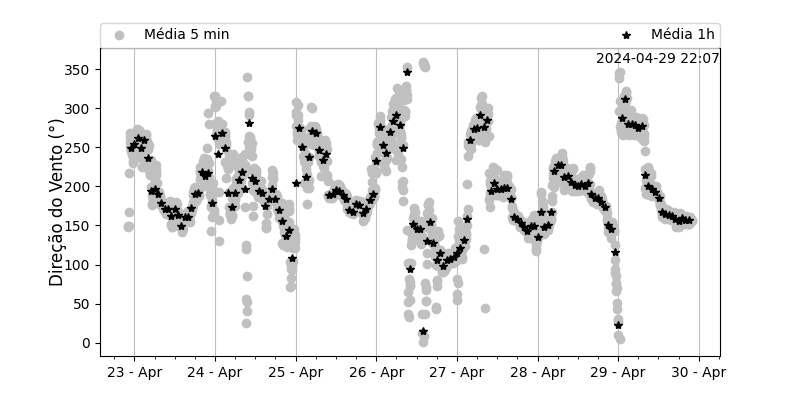 Média 5 min
Média 1h
2024-04-29 22:07
Direção do Vento (°)
350
300
250
200
150
100
50
0
23 - Apr
24 - Apr
25 - Apr
26 - Apr
27 - Apr
28 - Apr
29 - Apr
30 - Apr